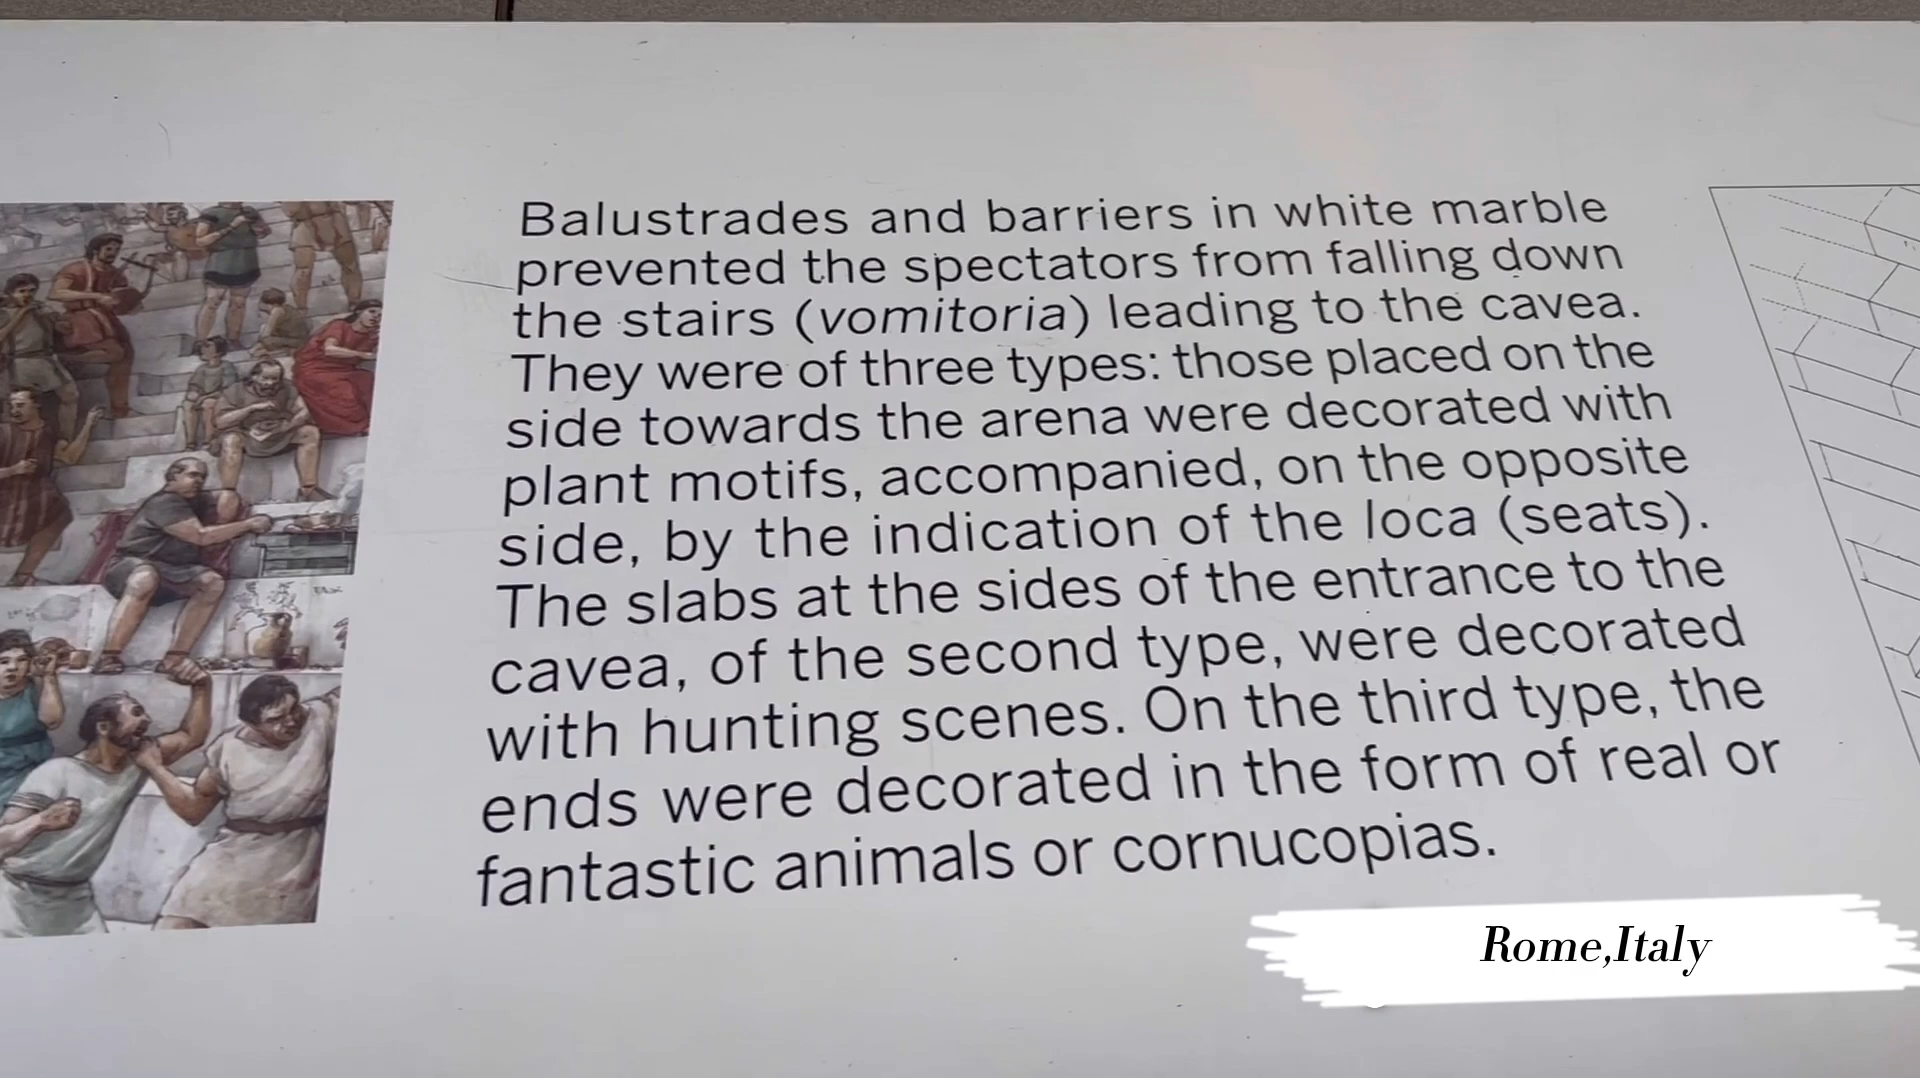 Balustrades and barriers in white marble
prevented the spectators from falling down
the stairs (vomitoria) leading to the cavea.
They were of three types: those placed on the
side towards the arena were decorated with
plant motifs, accompanied, on the opposite
side, by the indication of the loca (seats).
The slabs at the sides of the entrance to the
cavea, of the second type, were decorated
with hunting scenes. On the third type, the
ends were decorated in the form of real or
fantastic animals or cornucopias.
Rome,Italy